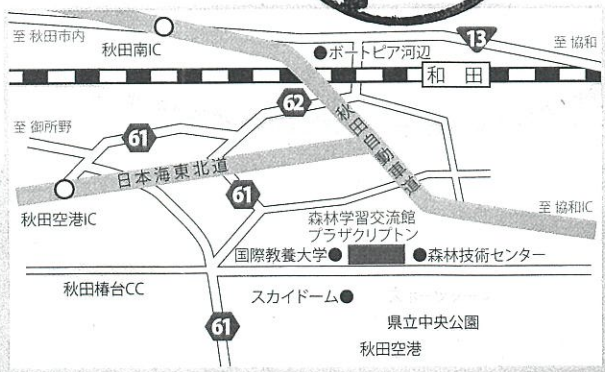 至 秋田市内
秋田南IC
13
至 協和
ボートピア河辺
和田
62
秋田自動車道
至 御所野
61
日本海東北道
61
秋田空港IC
至 協和IC
森林学習交流館
プラザクリプトン
国際教養大学
森林技術センター
秋田椿台CC
スカイドーム
61
県立中央公園
秋田空港